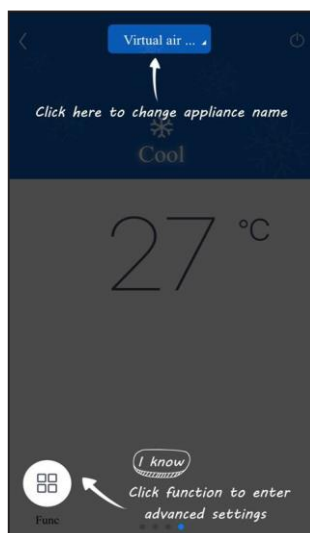 Virtual air ...
Click here to change appliance name
Cool
27 °C
I know
Click function to enter
advanced settings
Func